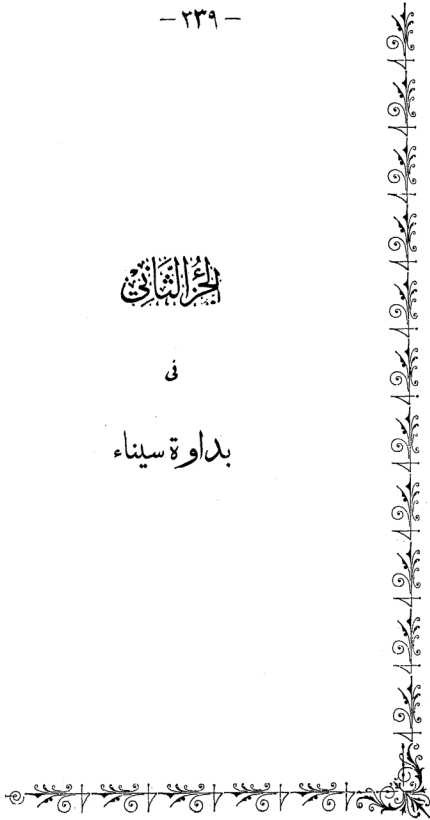 — ٢٣٩ —
الجزء الثاني
فى
بداوة سيناء